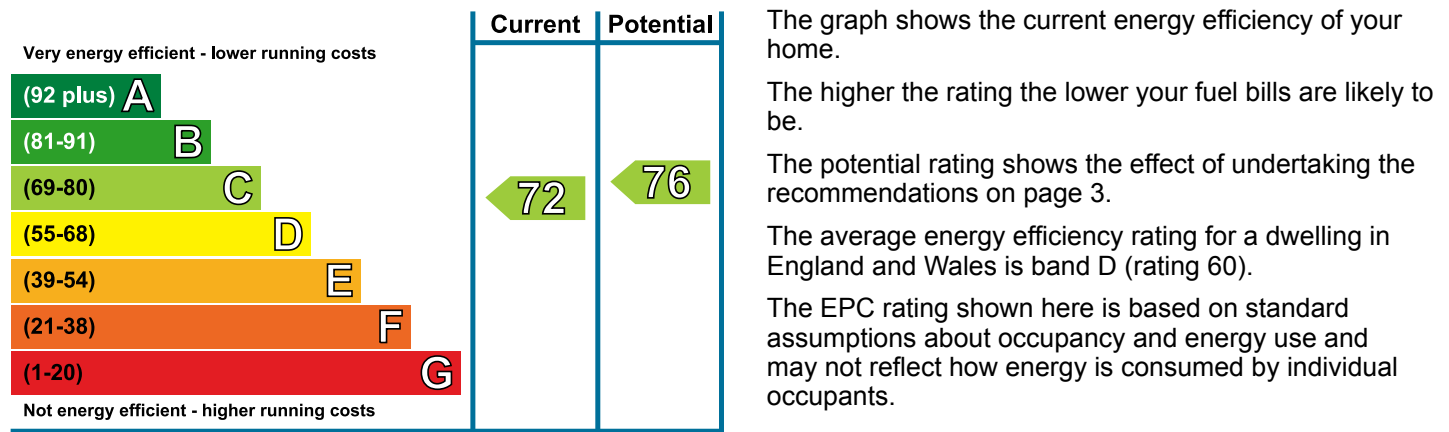 Current Potential
Very energy efficient - lower running costs
(92 plus) A
(81-91) B
(69-80) C
(55-68) D
(39-54) E
(21-38) F
(1-20) G
72
76
Not energy efficient - higher running costs
The graph shows the current energy efficiency of your
home.
The higher the rating the lower your fuel bills are likely to
be.
The potential rating shows the effect of undertaking the
recommendations on page 3.
The average energy efficiency rating for a dwelling in
England and Wales is band D (rating 60).
The EPC rating shown here is based on standard
assumptions about occupancy and energy use and
may not reflect how energy is consumed by individual
occupants.